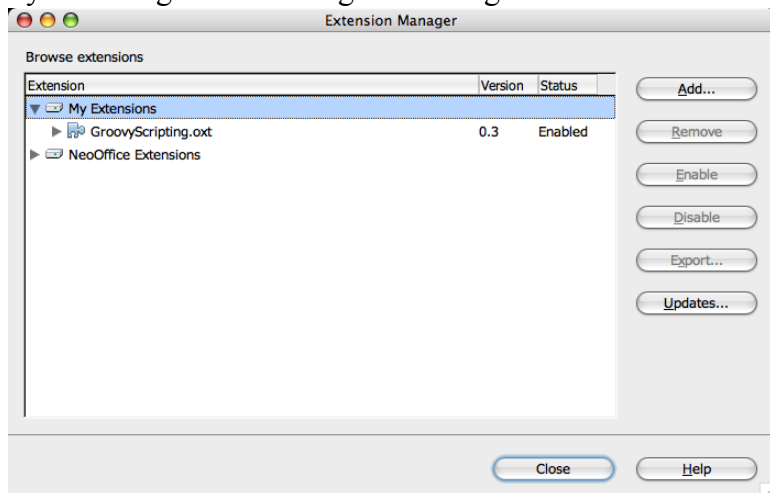 Extension Manager
Browse extensions
Extension Version Status
My Extensions
GroovyScripting.oxt 0.3 Enabled
NeoOffice Extensions
Add...
Remove
Enable
Disable
Export...
Updates...
Close
Help